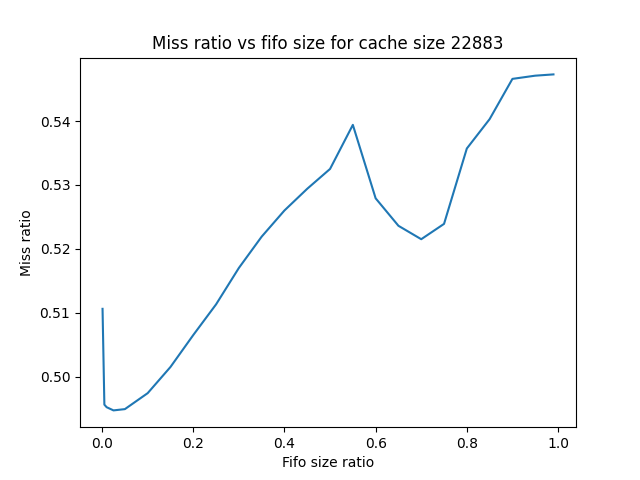 Miss ratio vs fifo size for cache size 22883
0.54
0.53
0.52
0.51
0.50
Miss ratio
0.0 0.2 0.4 0.6 0.8 1.0
Fifo size ratio